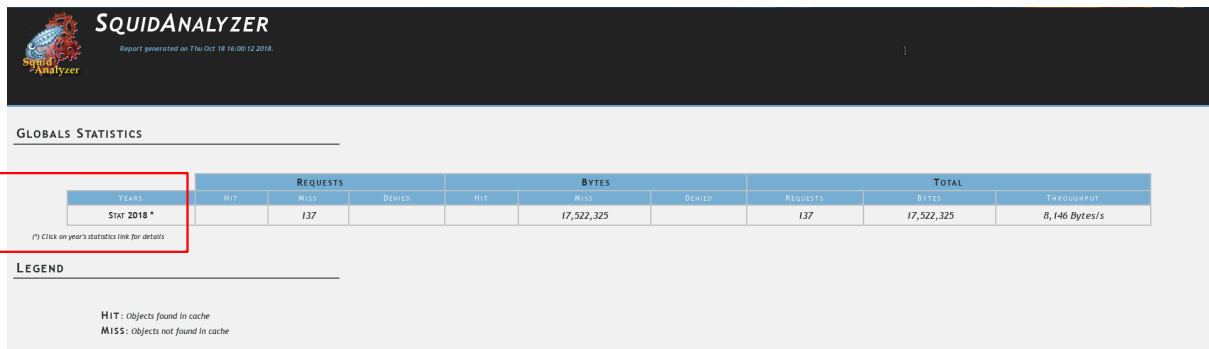 SQUIDANALYZER
Report generated on Thu Oct 18 16:00:12 2018.
Squid
Analyzer
GLOBALS STATISTICS
REQUESTS BYTES TOTAL
YEARS HIT MISS DENIED HIT MISS DENIED REQUESTS BYTES THROUGHPUT
STAT 2018 * 137 17,522,325 137 17,522,325 8,146 Bytes/s
(*) Click on year's statistics link for details
LEGEND
HIT: Objects found in cache
MISS: Objects not found in cache